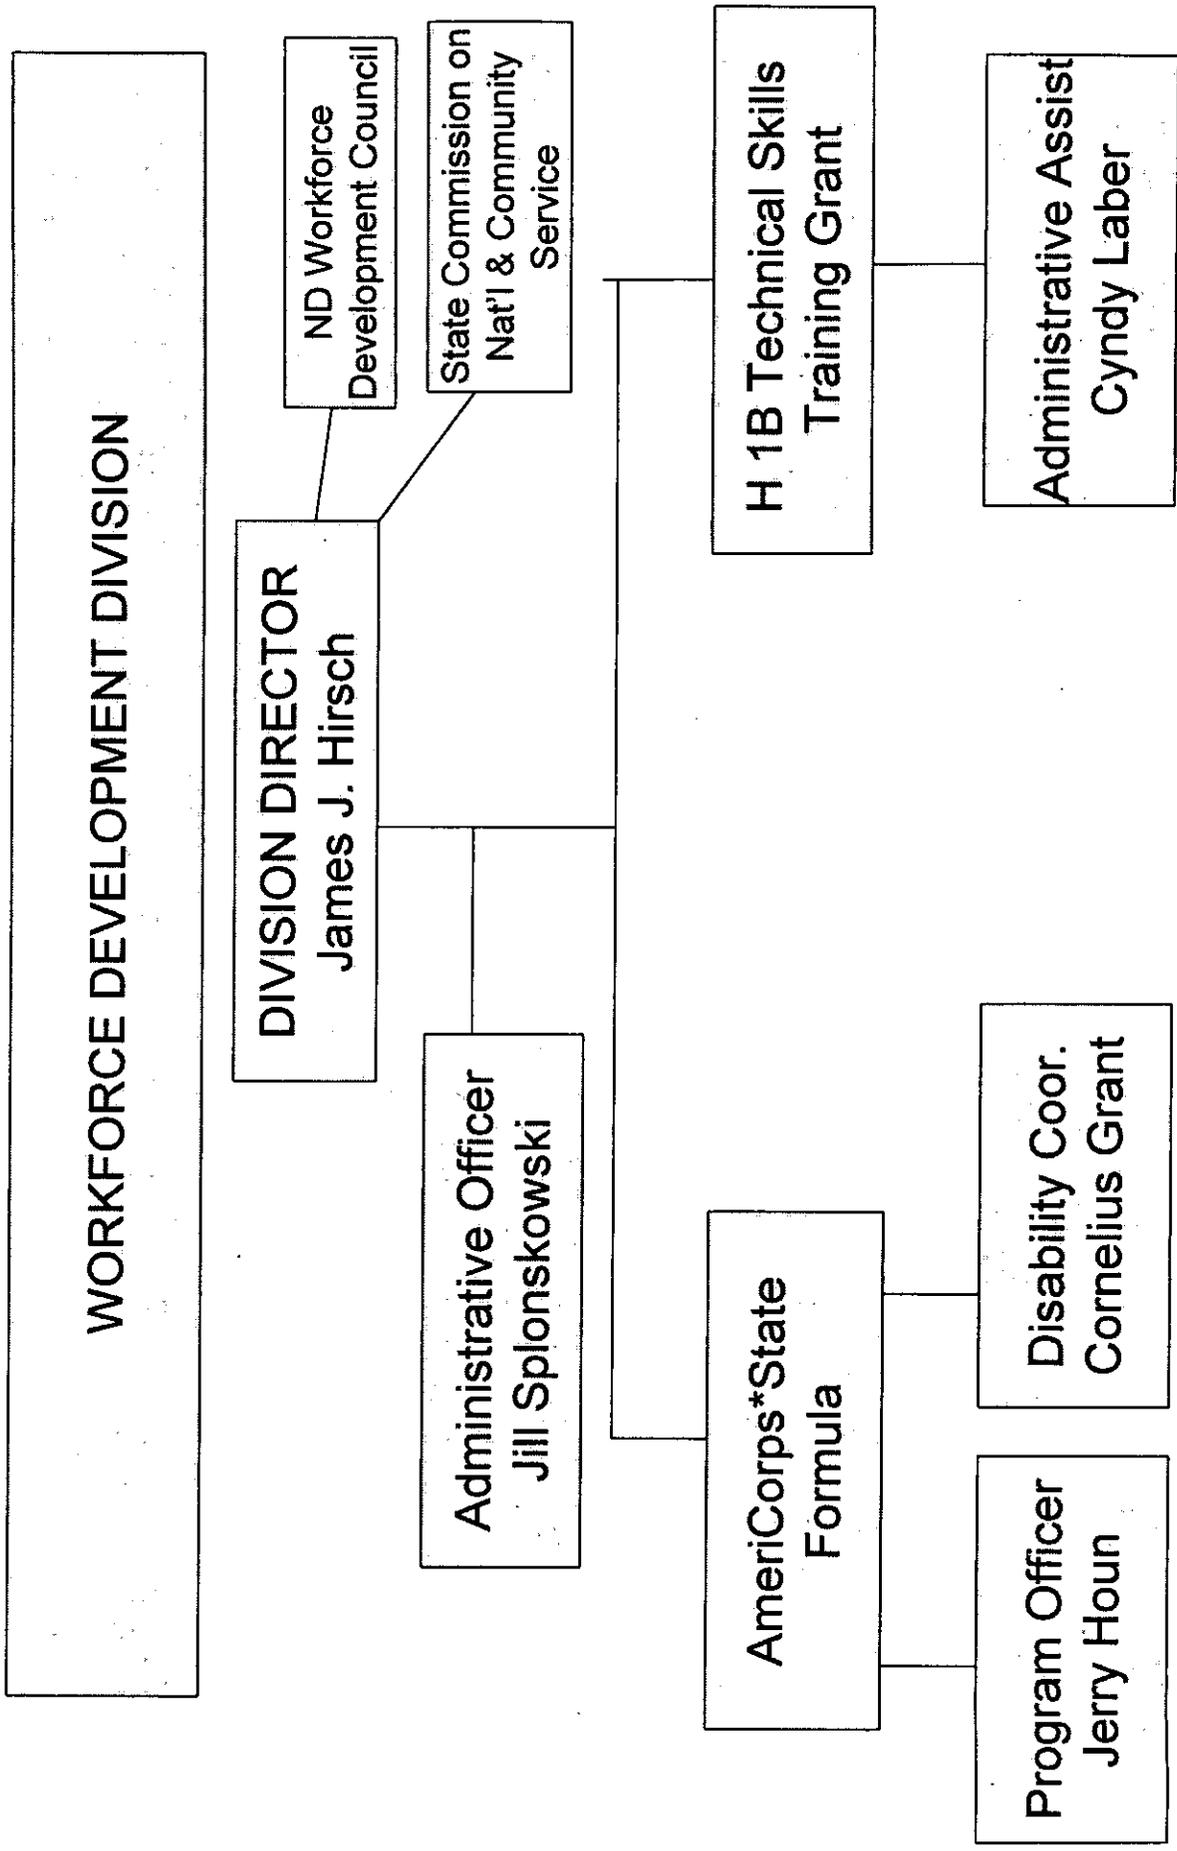 WORKFORCE DEVELOPMENT DIVISION
DIVISION DIRECTOR
James J. Hirsch
ND Workforce
Development Council
State Commission on
Nat'l & Community
Service
Administrative Officer
Jill Splonskowski
AmeriCorps*State
Formula
H 1B Technical Skills
Training Grant
Program Officer
Jerry Houn
Disability Coor.
Cornelius Grant
Administrative Assist
Cyndy Laber